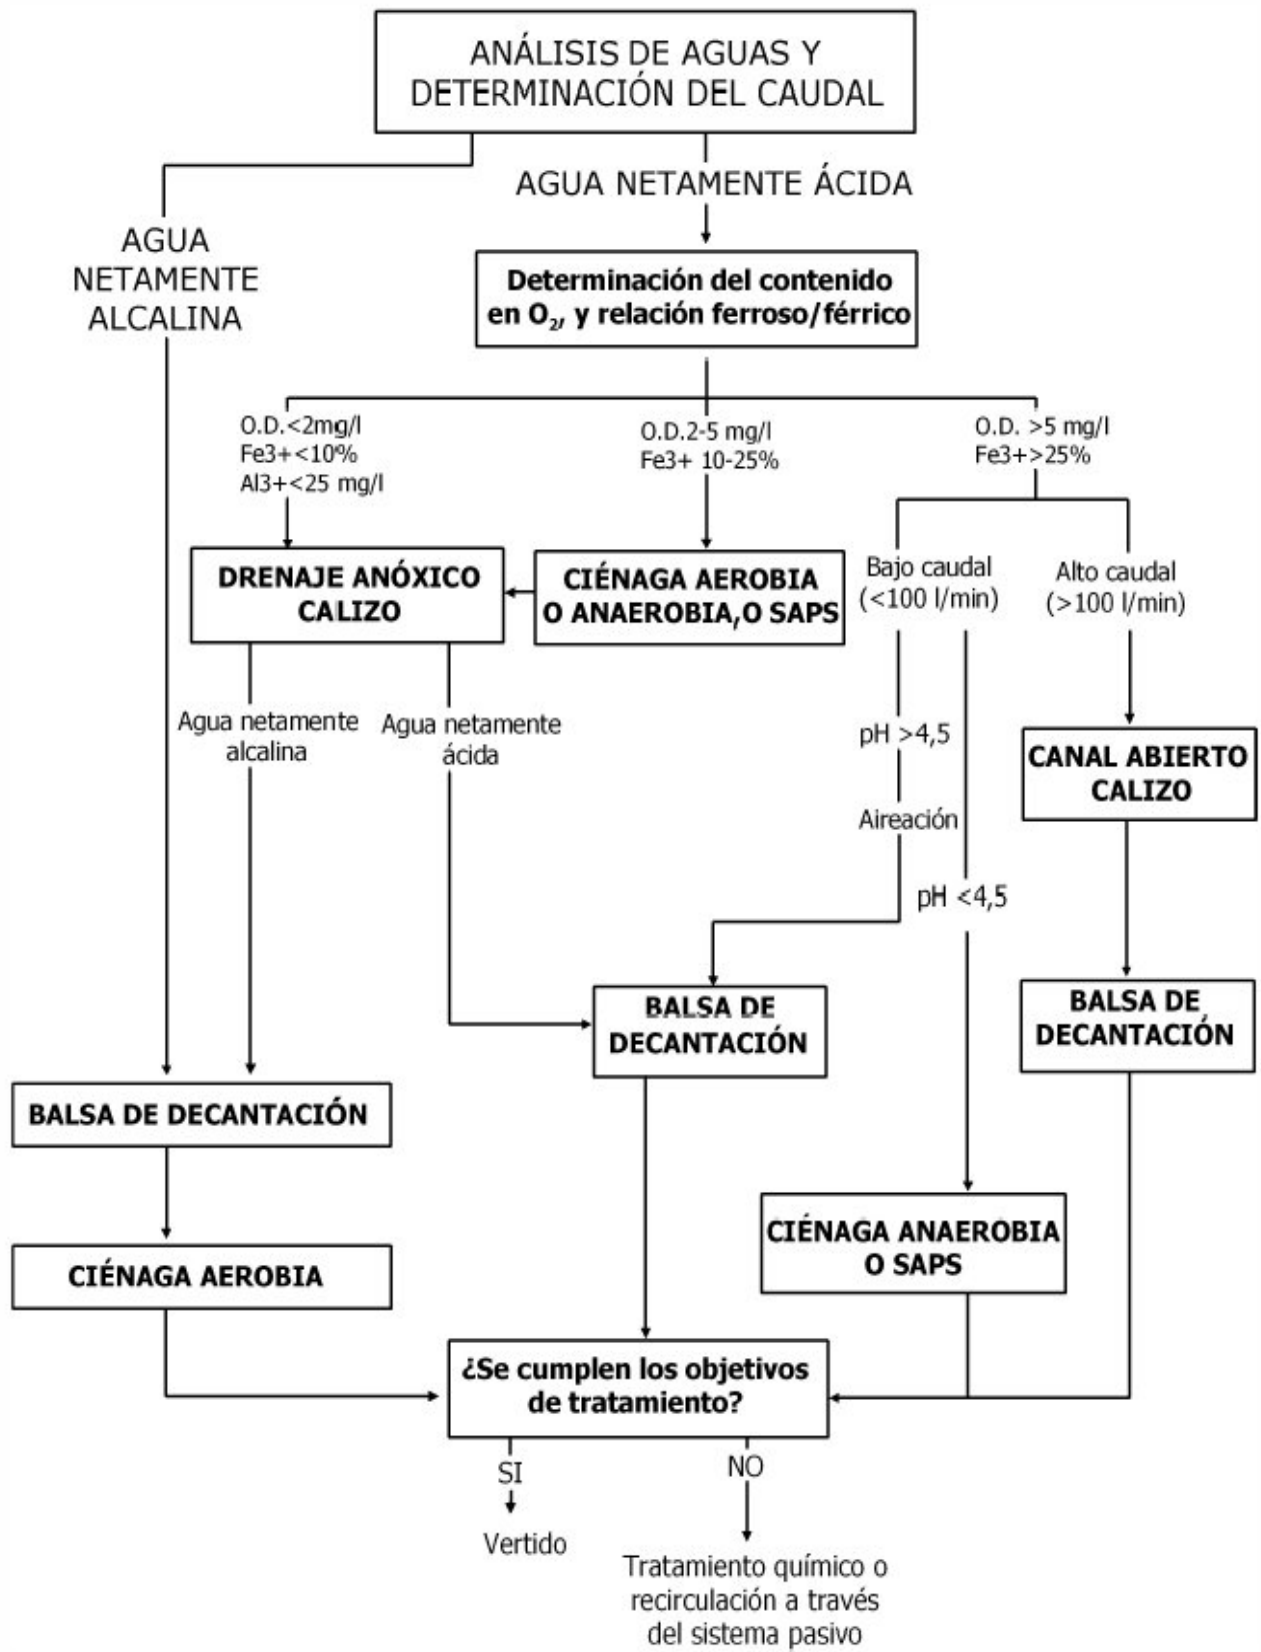 ANÁLISIS DE AGUAS Y
DETERMINACIÓN DEL CAUDAL
AGUA NETAMENTE ÁCIDA
AGUA
NETAMENTE
ALCALINA
Determinación del contenido
en O₂, y relación ferroso/férrico
O.D.<2mg/l
Fe3+<10%
Al3+<25 mg/l
O.D.2-5 mg/l
Fe3+ 10-25%
O.D. >5 mg/l
Fe3+>25%
DRENAJE ANÓXICO
CALIZO
CIÉNAGA AEROBIA
O ANAEROBIA,O SAPS
Bajo caudal
(<100 l/min)
Alto caudal
(>100 l/min)
Agua netamente
alcalina
Agua netamente
ácida
pH >4,5
Aireación
pH <4,5
CANAL ABIERTO
CALIZO
BALSA DE
DECANTACIÓN
BALSA DE
DECANTACIÓN
BALSA DE DECANTACIÓN
CIÉNAGA AEROBIA
CIÉNAGA ANAEROBIA
O SAPS
¿Se cumplen los objetivos
de tratamiento?
SI
NO
Vertido
Tratamiento químico o
recirculación a través
del sistema pasivo